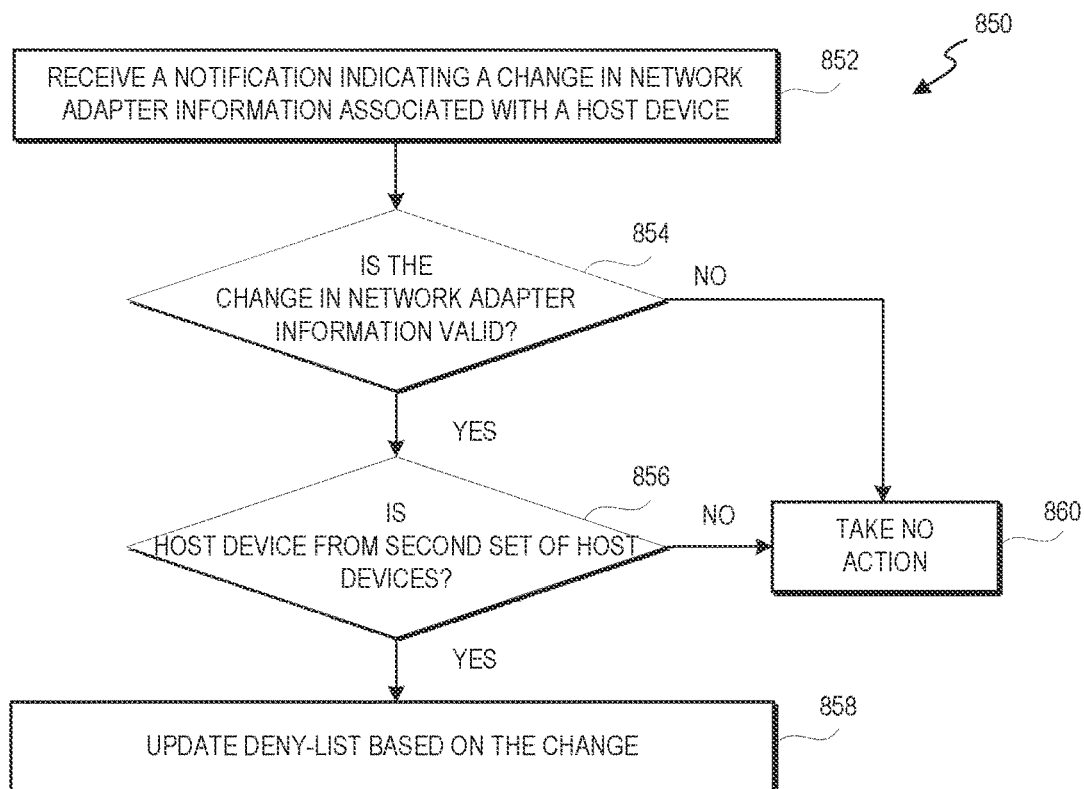 850
RECEIVE A NOTIFICATION INDICATING A CHANGE IN NETWORK
ADAPTER INFORMATION ASSOCIATED WITH A HOST DEVICE
852
IS THE
CHANGE IN NETWORK ADAPTER
INFORMATION VALID?
854
NO
YES
IS
HOST DEVICE FROM SECOND SET OF HOST
DEVICES?
856
NO
TAKE NO
ACTION
860
YES
UPDATE DENY-LIST BASED ON THE CHANGE
858